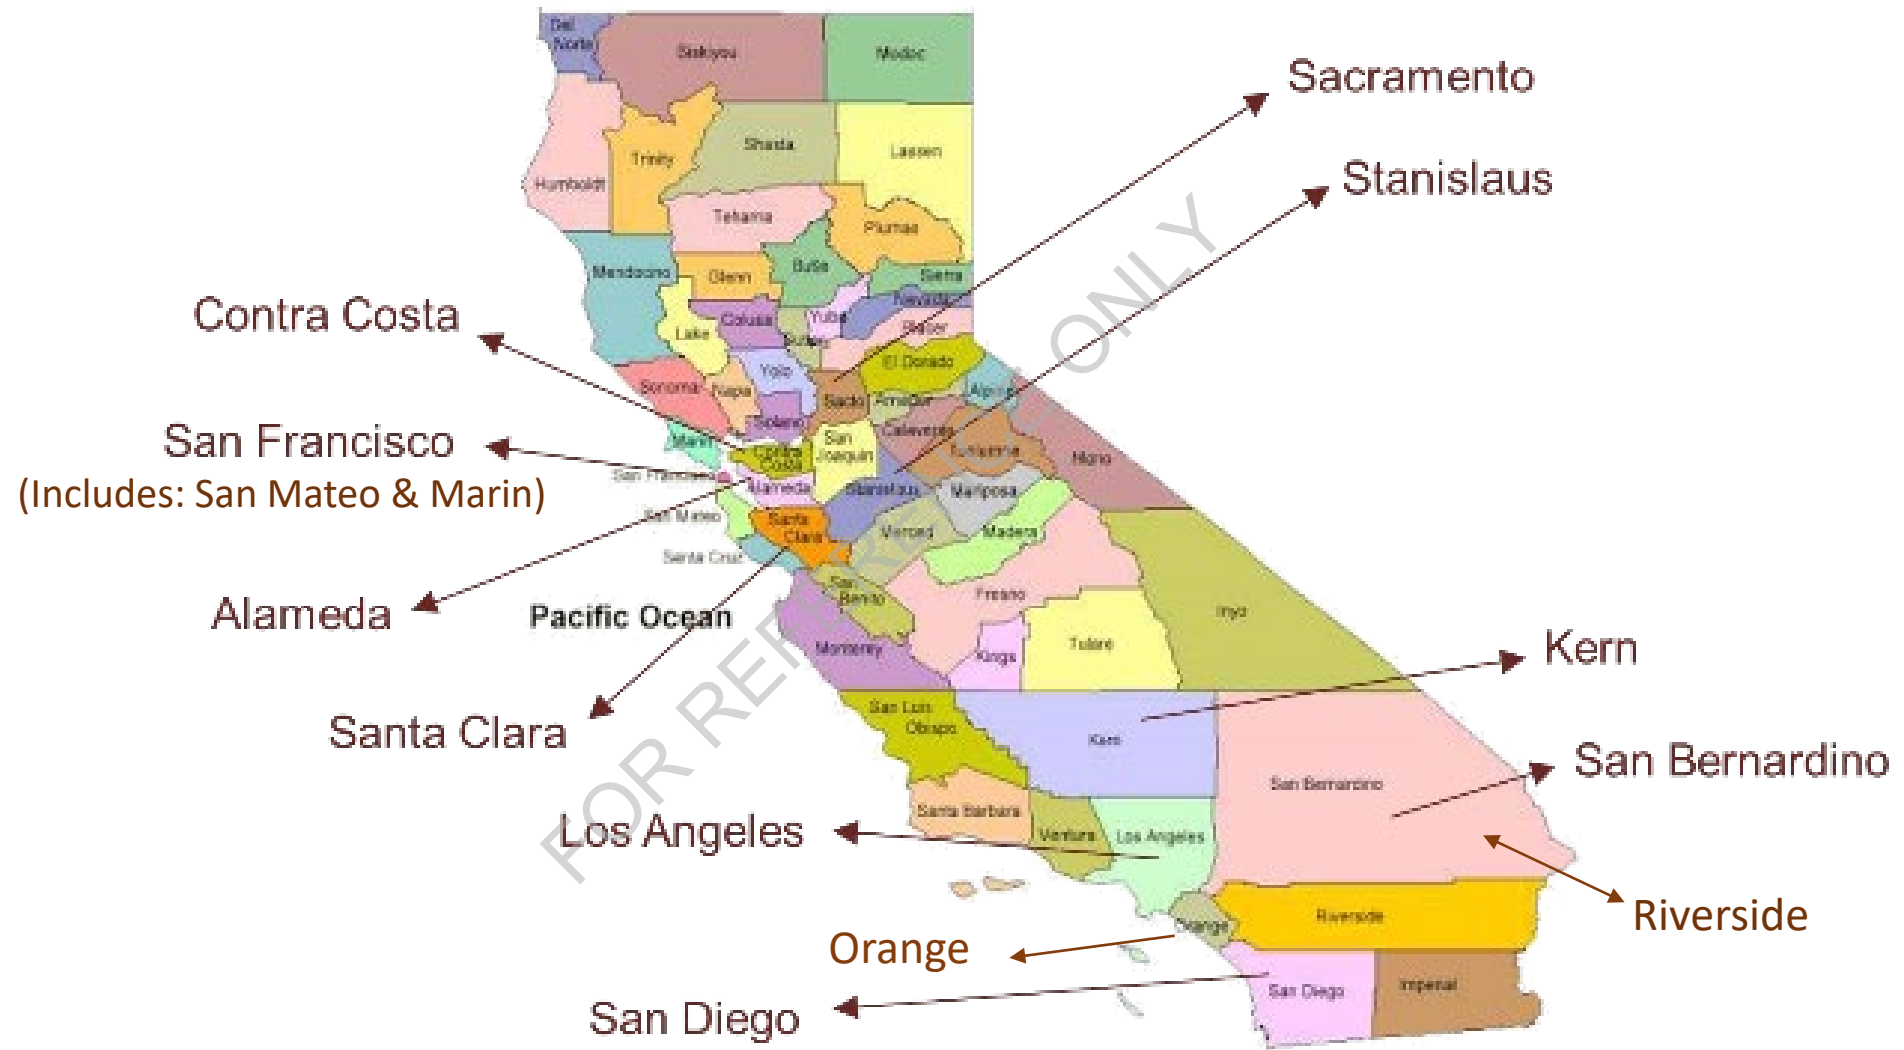 Del
Norte
Siskiyou
Modoc
Sacramento
Shasta
Lassen
Trinity
Humboldt
Stanislaus
Tehama
Plumas
Mendocino
Glenn
Butte
Sierra
Nevada
Contra Costa
Colusa
Yuba
Lake
Sutter
Placer
El Dorado
Yolo
Sonoma
Napa
Alpine
Sacto
Amador
Solano
San Francisco
(Includes: San Mateo & Marin)
Marin
Contra
Costa
San
Joaquin
Calaveras
Tuolumne
Mono
San Francisco
Alameda
Stanislaus
Mariposa
San Mateo
Santa
Clara
Merced
Madera
Santa Cruz
San
Benito
Fresno
Inyo
Alameda
Pacific Ocean
Monterey
Kings
Tulare
Kern
San Luis
Obispo
Santa Clara
Kern
San Bernardino
San Bernardino
Santa Barbara
Ventura
Los Angeles
Los Angeles
Riverside
Riverside
Orange
Orange
San Diego
Imperial
San Diego
FOR REFERENCE ONLY